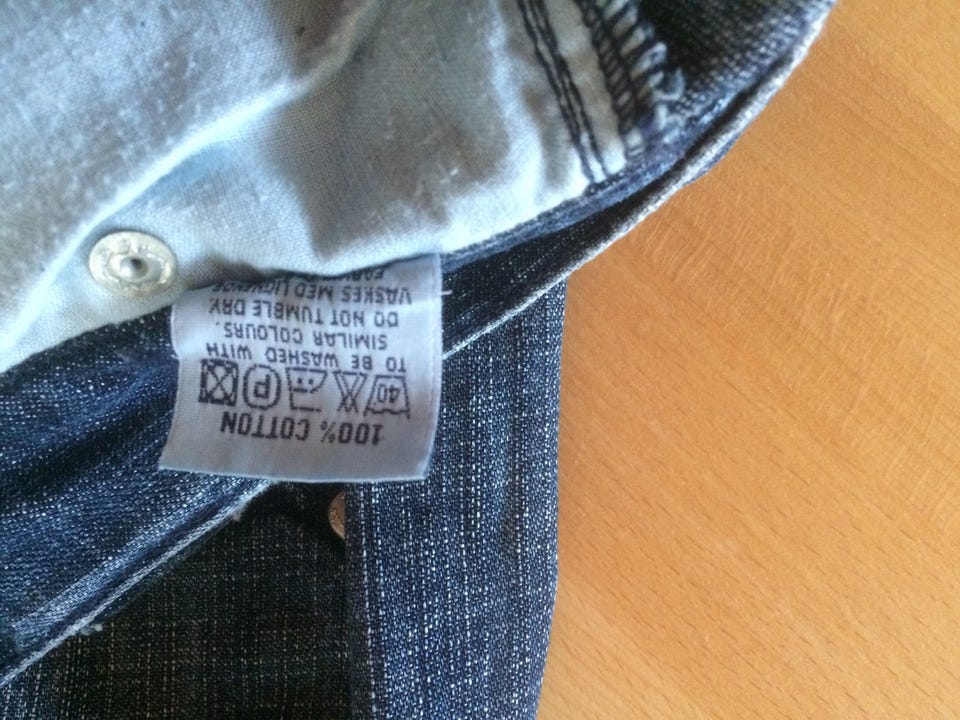 100% COTTON
40 P
TO BE WASHED WITH
SIMILAR COLOURS.
DO NOT TUMBLE DRY
VASKES MED LIGNENDE